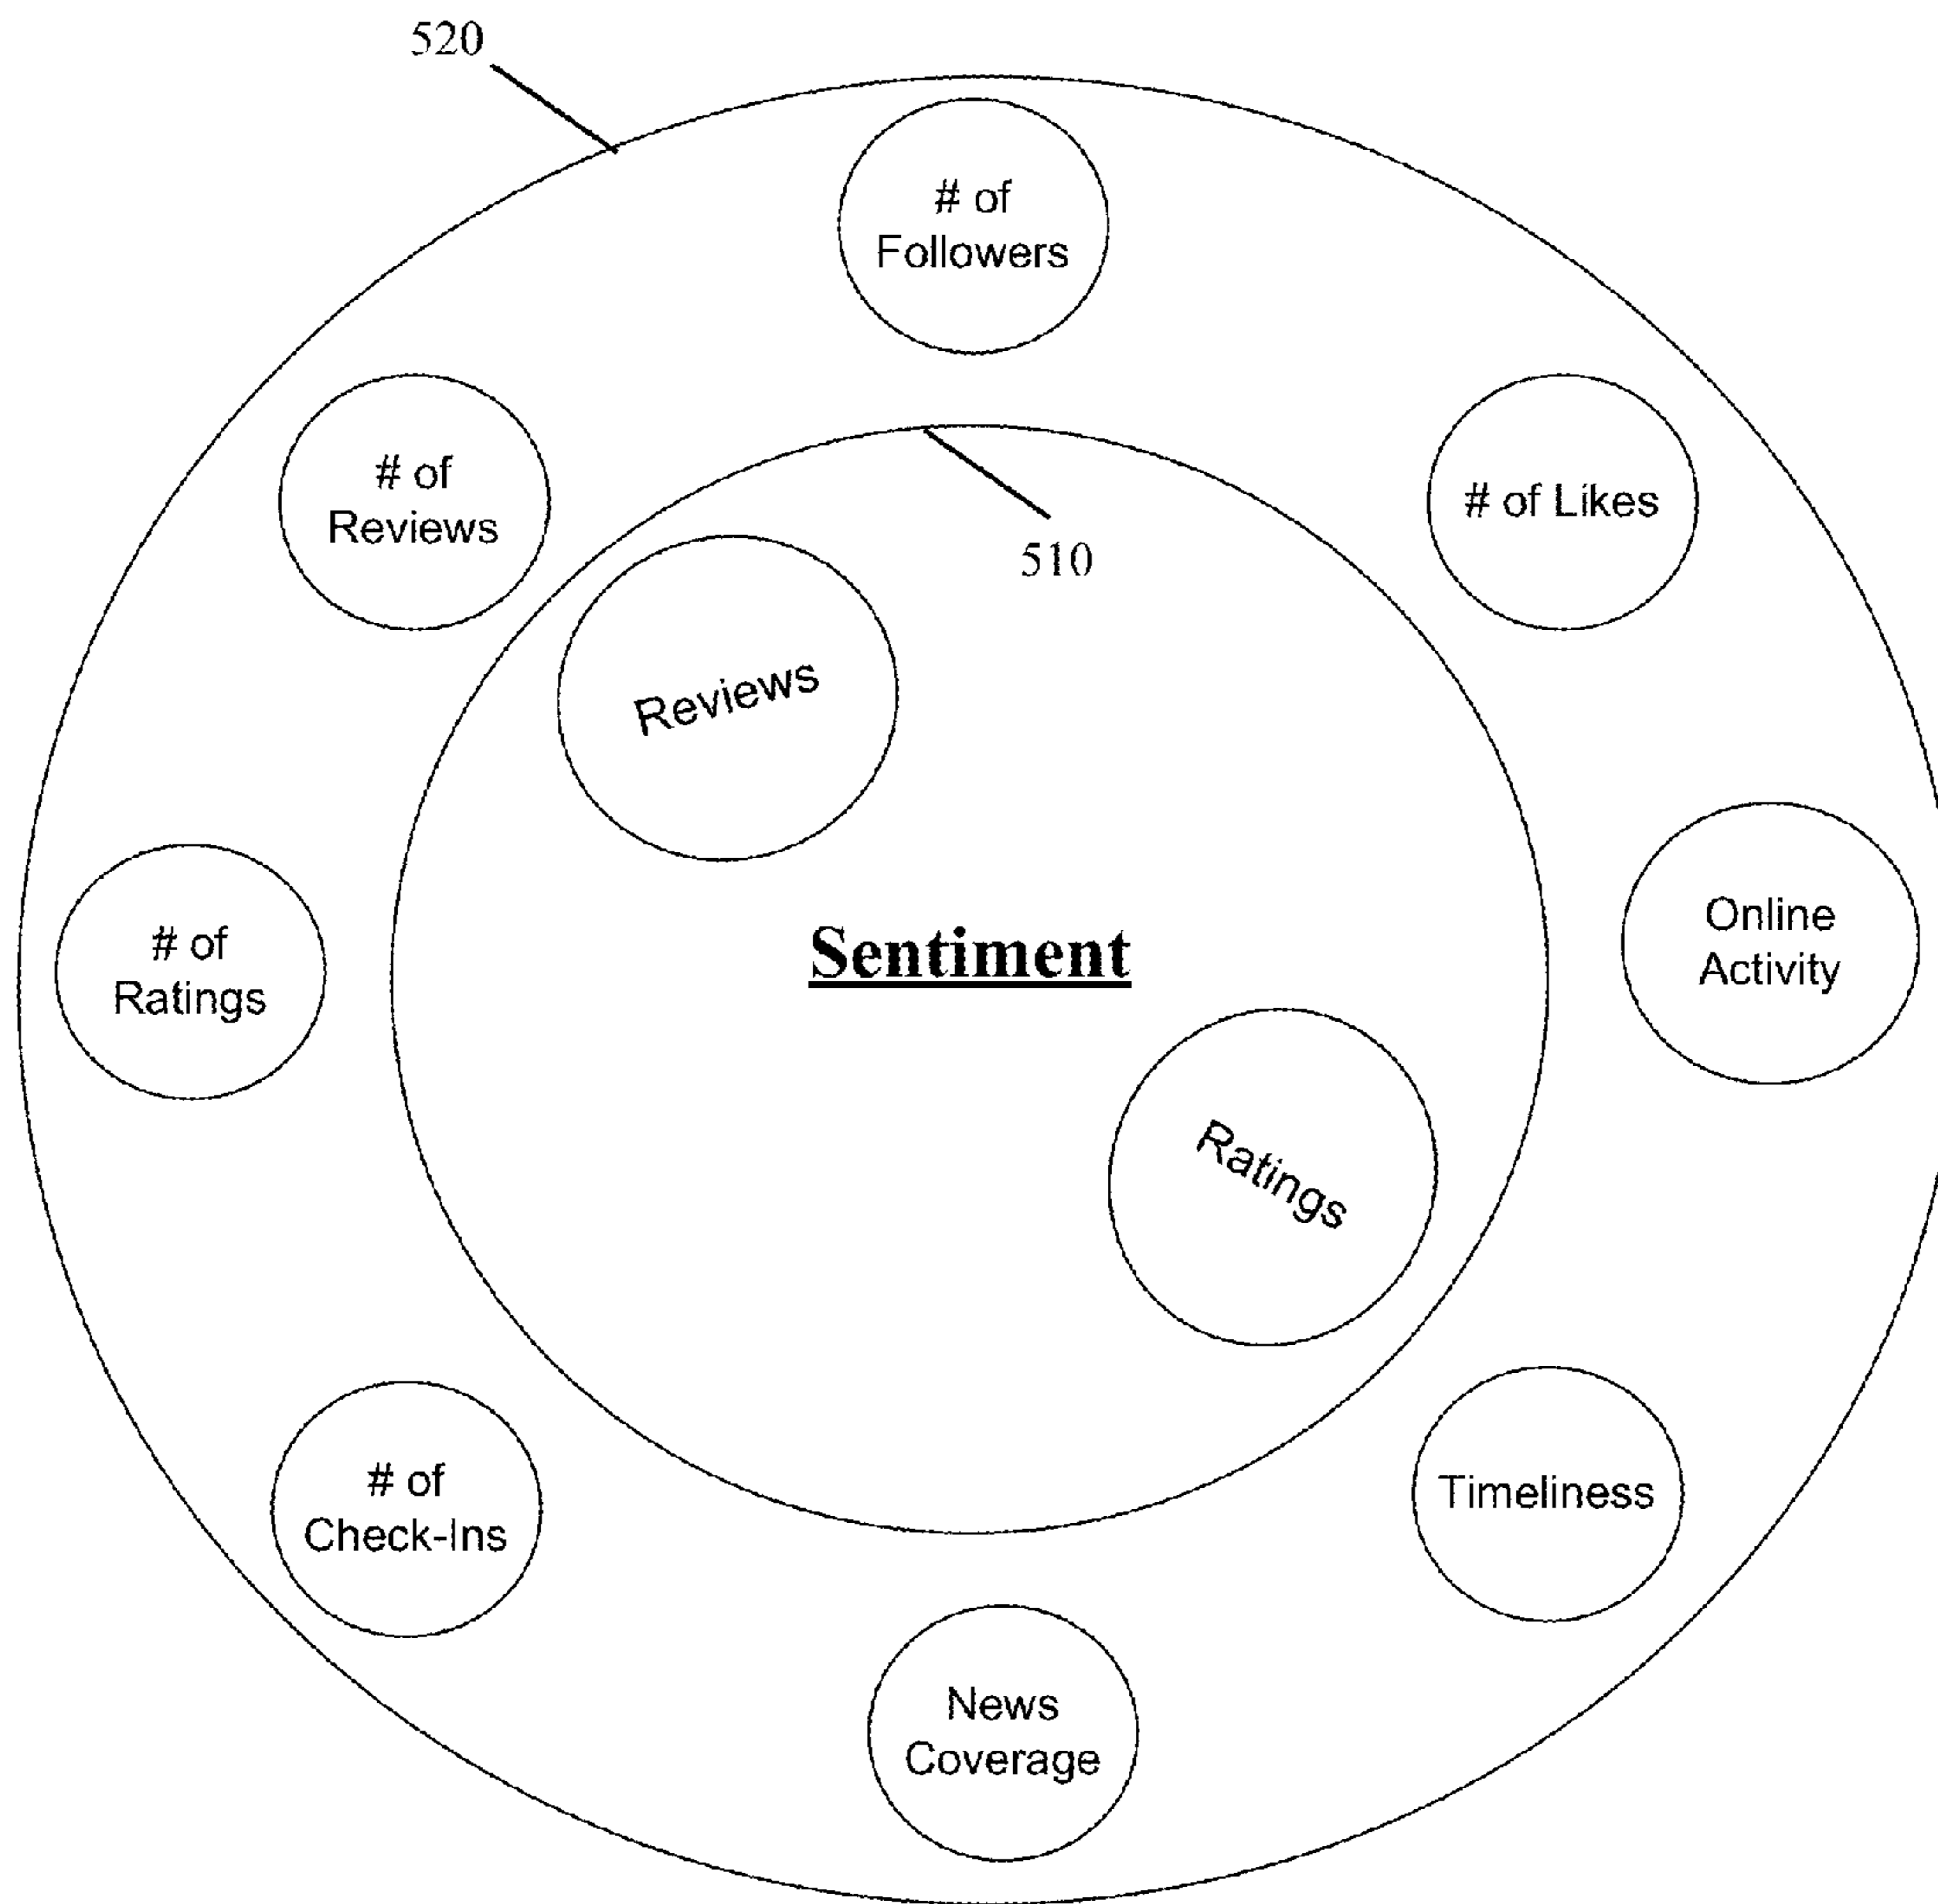 520
# of
Followers
# of
Reviews
# of Likes
510
Reviews
Online
Activity
# of
Ratings
Sentiment
Ratings
Timeliness
# of
Check-Ins
News
Coverage